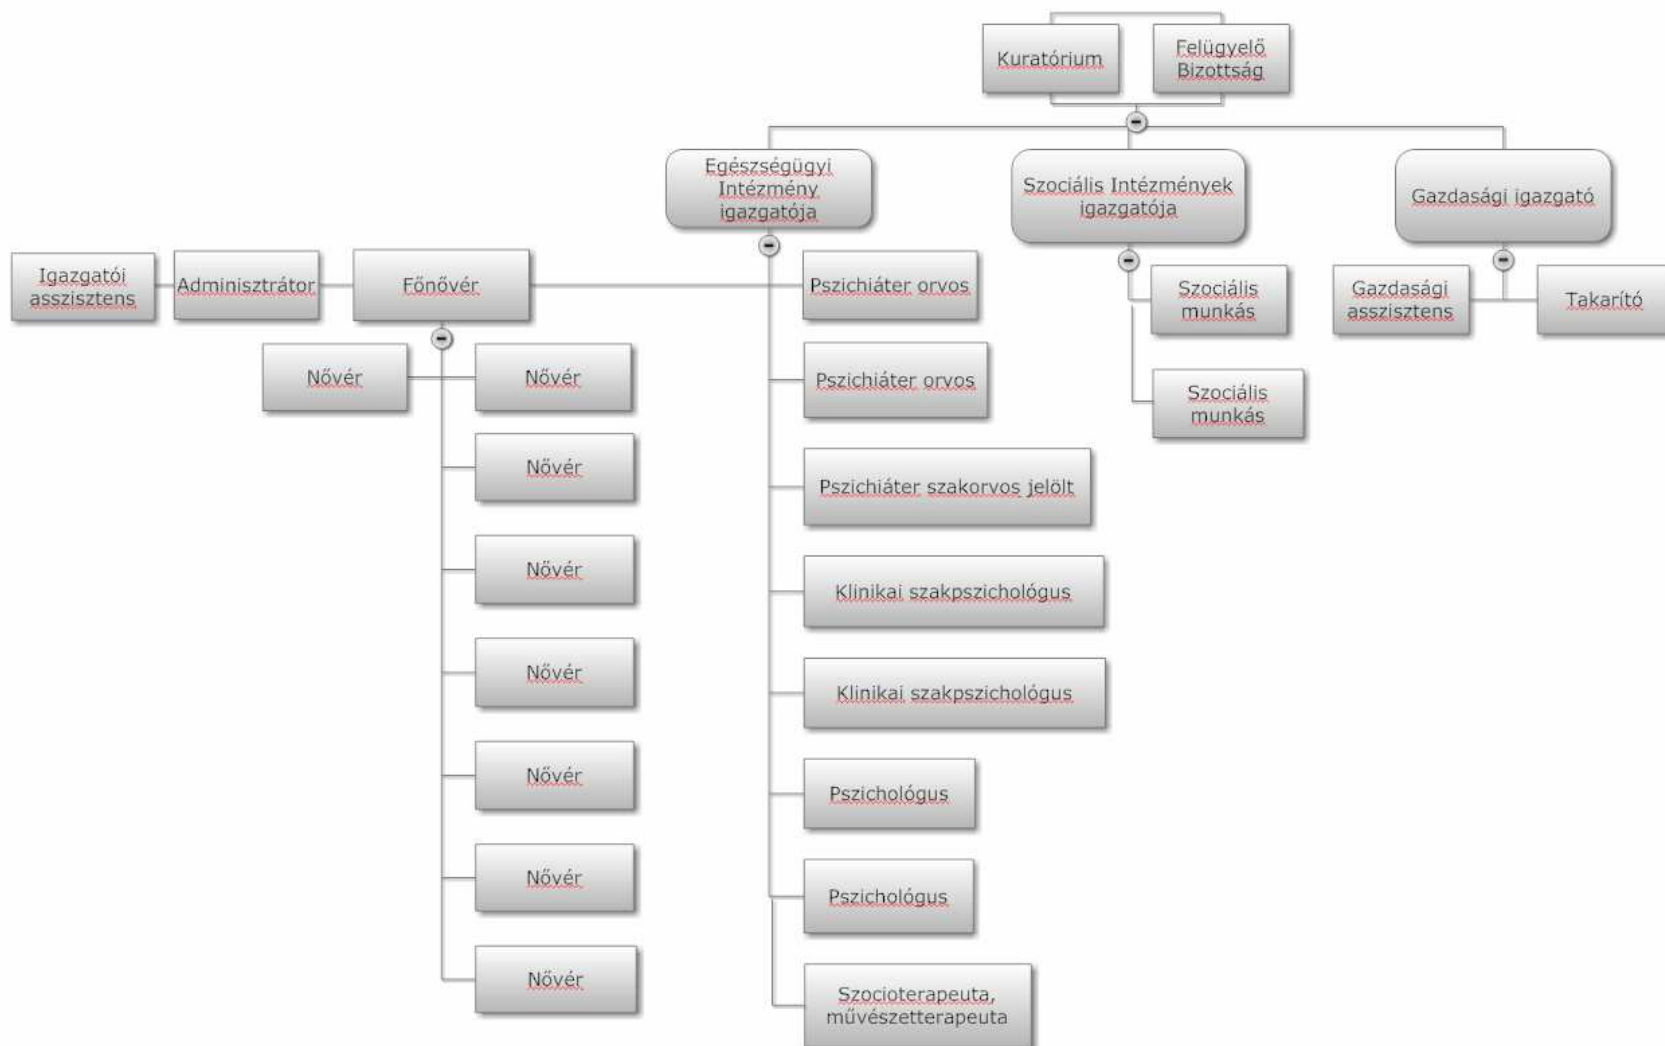 Kuratórium
Felügyelő
Bizottság
Egészségügyi
Intézmény
igazgatója
Szociális Intézmények
igazgatója
Gazdasági igazgató
Igazgatói
asszisztens
Adminisztrátor
Főnővér
Pszichiáter orvos
Szociális
munkás
Gazdasági
asszisztens
Takarító
Nővér
Nővér
Pszichiáter orvos
Szociális
munkás
Nővér
Pszichiáter szakorvos jelölt
Nővér
Klinikai szakpszichológus
Nővér
Klinikai szakpszichológus
Nővér
Pszichológus
Nővér
Pszichológus
Nővér
Szocioterapeuta,
művészetterapeuta